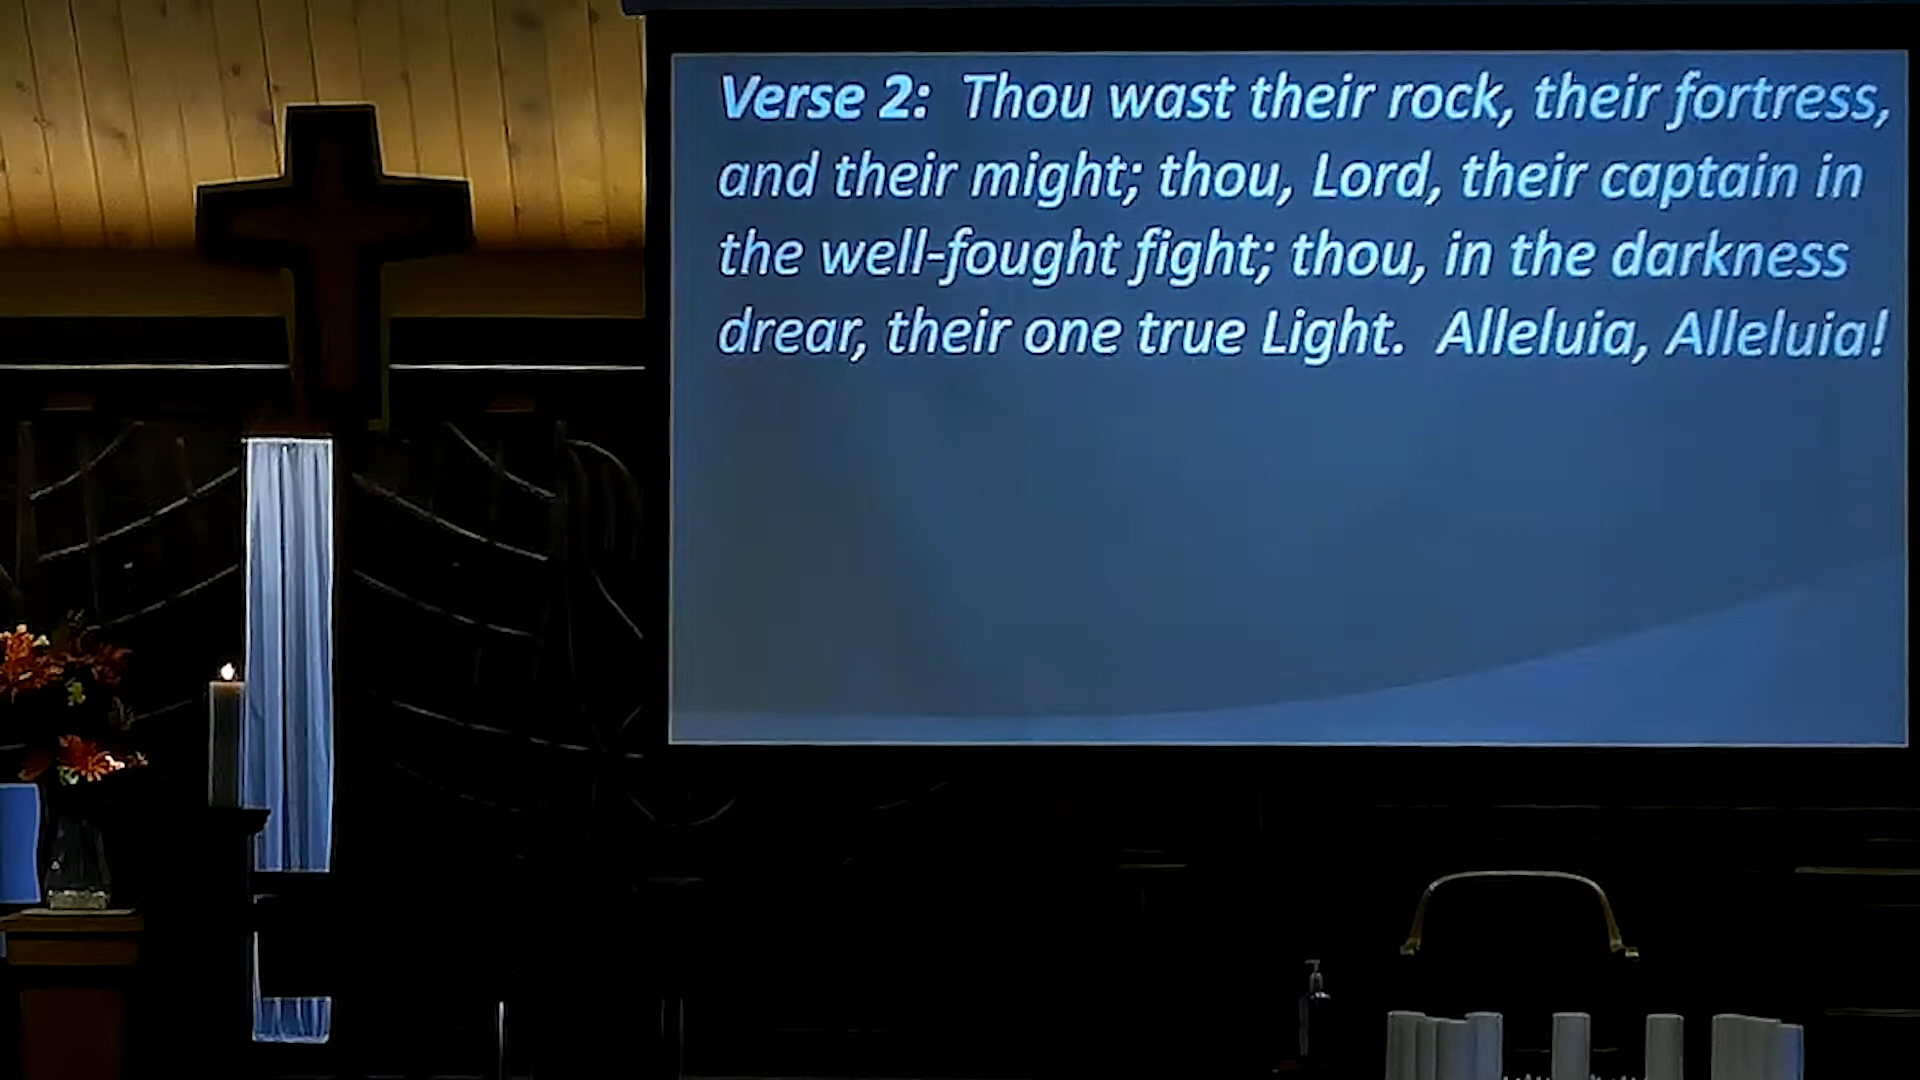 Verse 2: Thou wast their rock, their fortress,
and their might; thou, Lord, their captain in
the well-fought fight; thou, in the darkness
drear, their one true Light. Alleluia, Alleluia!